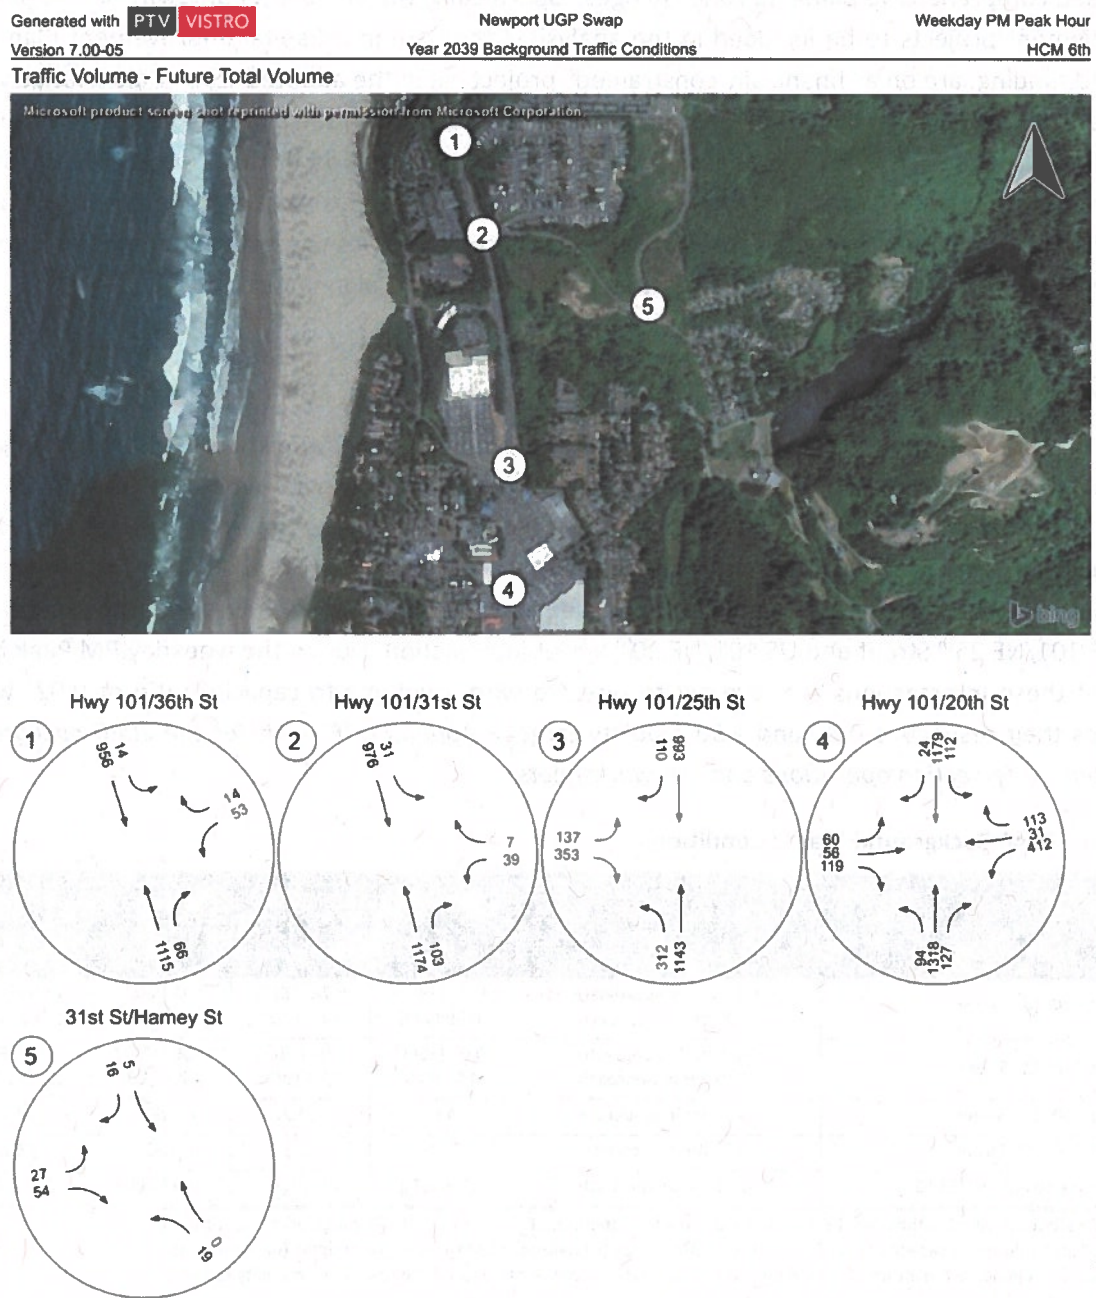 Generated with PTV VISTRO
Newport UGP Swap
Weekday PM Peak Hour
Version 7.00-05
Year 2039 Background Traffic Conditions
HCM 6th
Traffic Volume - Future Total Volume
Microsoft product screen shot reprinted with permission from Microsoft Corporation.
1
2
5
3
4
bing
1 Hwy 101/36th St
956 14
14
53
1115 66
2 Hwy 101/31st St
976 31
7
39
1174 103
3 Hwy 101/25th St
110 993
137
353
312 1143
4 Hwy 101/20th St
24 1179 112
113
31
412
60
56
119
94 1318 127
5 31st St/Harney St
16 5
27
54
19 0